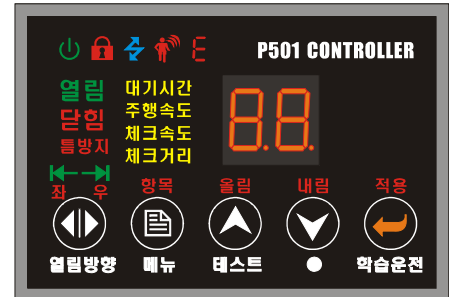 E P501 CONTROLLER
열림 대기시간
닫힘 주행속도
틈방지 체크속도
체크거리
8.8.
좌 우 항목 올림 내림 적용
열림방향 메뉴 테스트 ● 학습운전